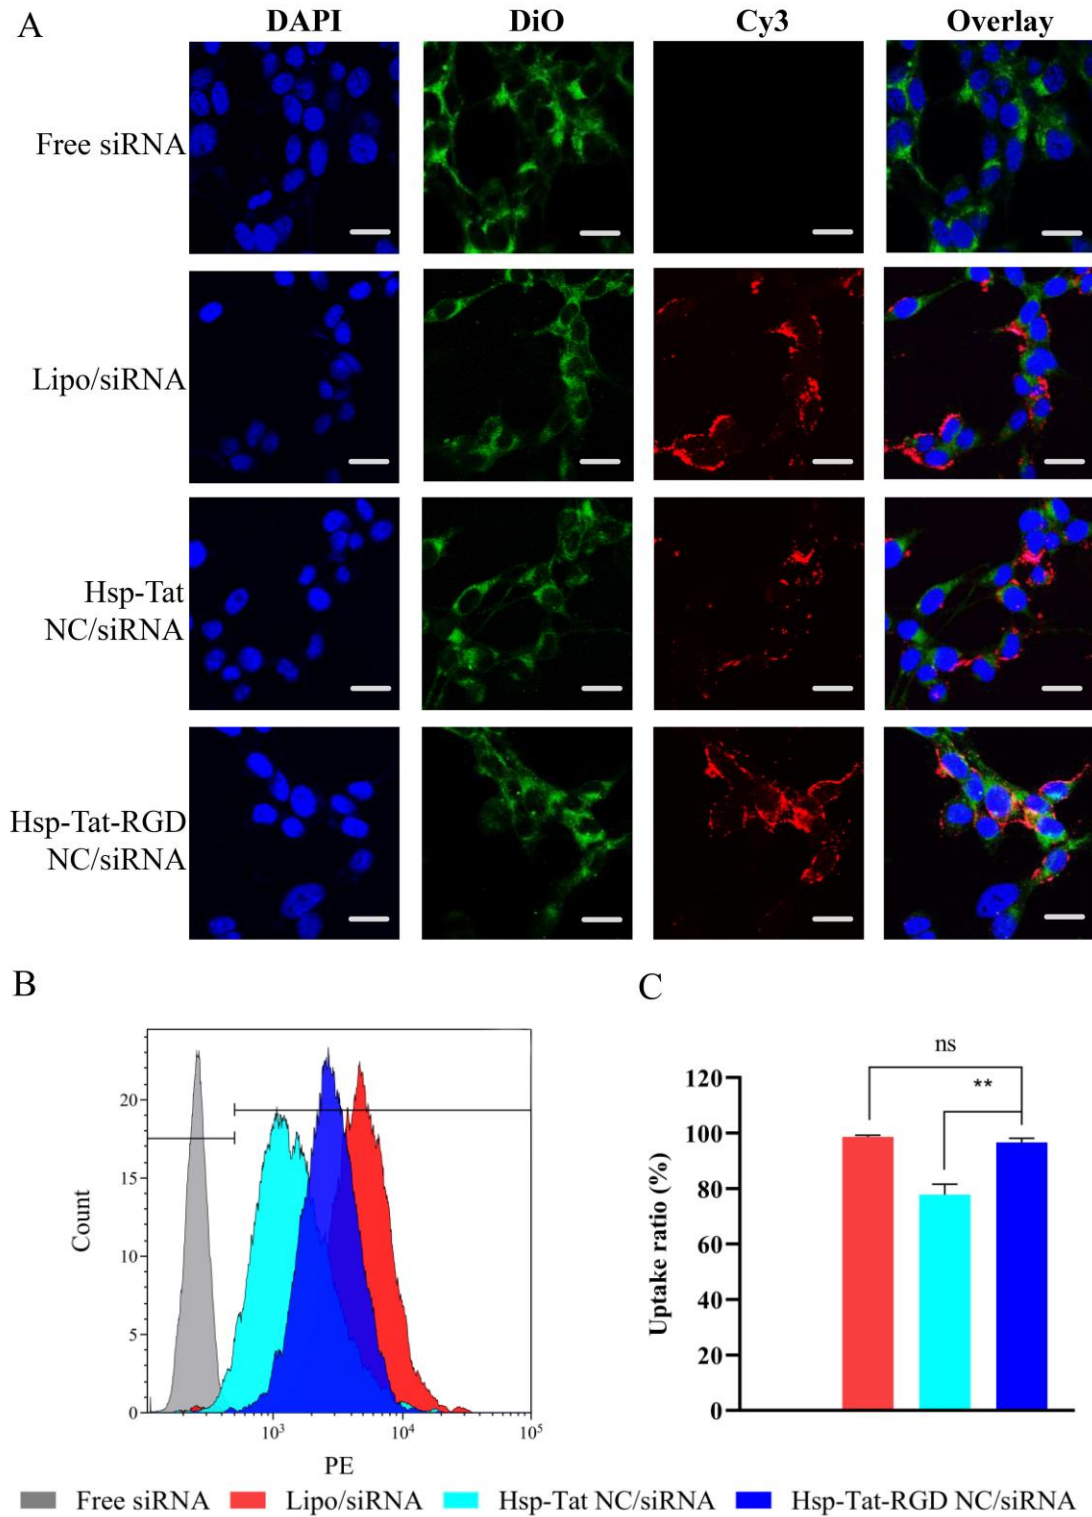 A
DAPI DiO Cy3 Overlay
Free siRNA
Lipo/siRNA
Hsp-Tat
NC/siRNA
Hsp-Tat-RGD
NC/siRNA
B
20
15
10
5
0
Count
10³ 10⁴ 10⁵
PE
C
ns
**
120
100
80
60
40
20
0
Uptake ratio (%)
Free siRNA Lipo/siRNA Hsp-Tat NC/siRNA Hsp-Tat-RGD NC/siRNA